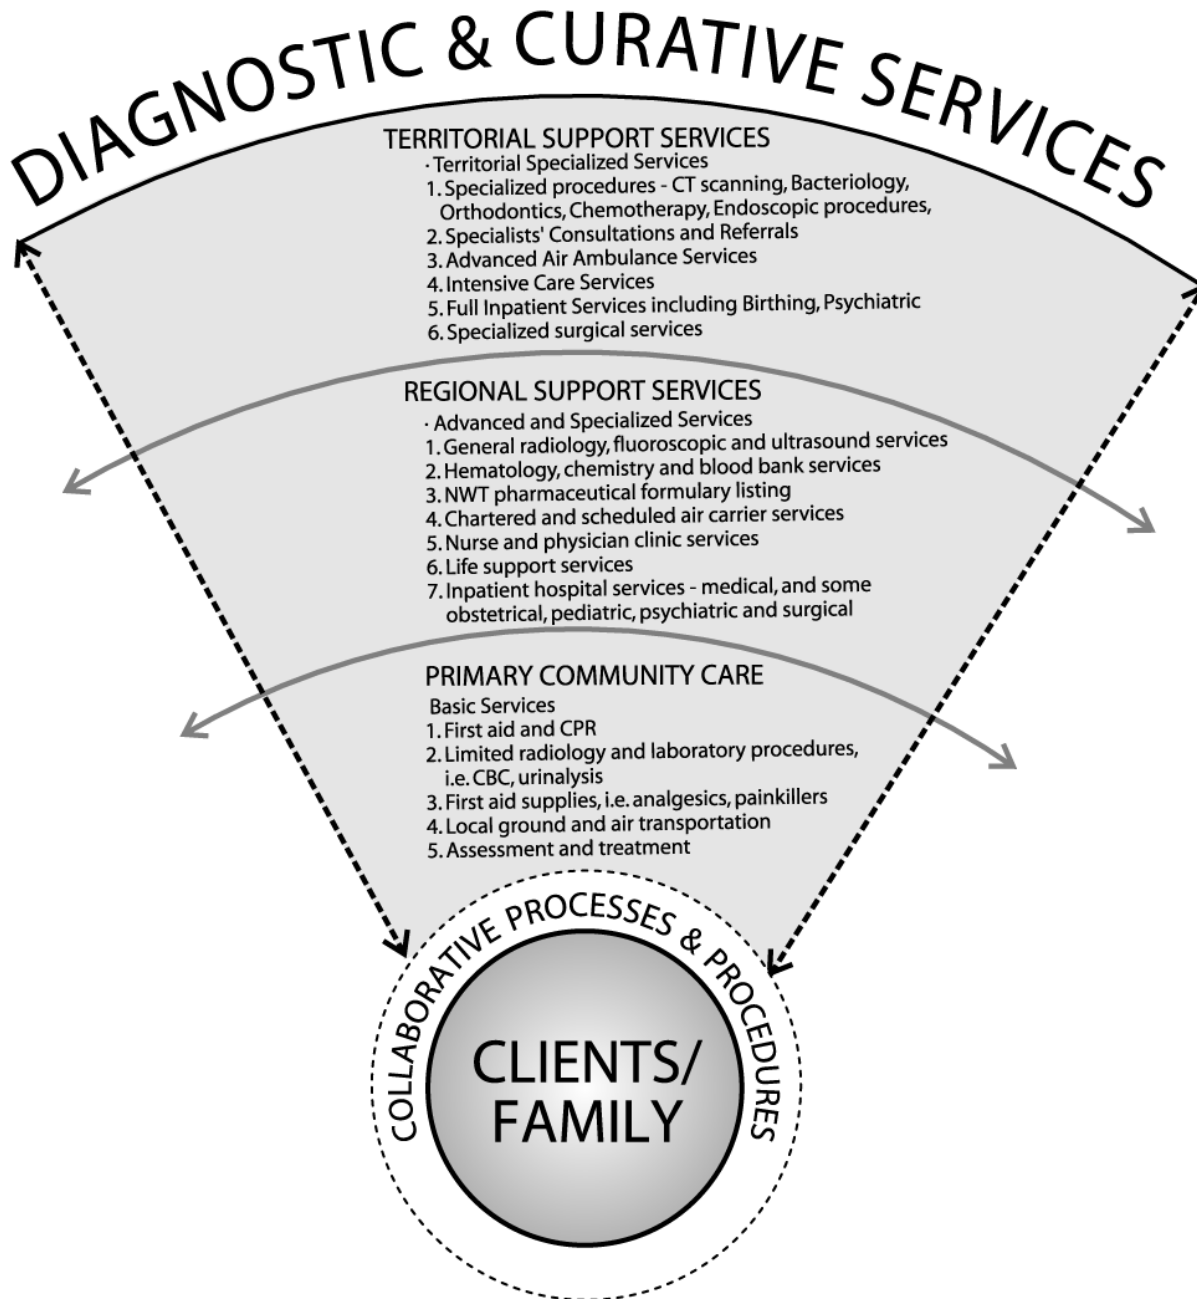 DIAGNOSTIC & CURATIVE SERVICES
TERRITORIAL SUPPORT SERVICES
· Territorial Specialized Services
1. Specialized procedures - CT scanning, Bacteriology,
Orthodontics, Chemotherapy, Endoscopic procedures,
2. Specialists' Consultations and Referrals
3. Advanced Air Ambulance Services
4. Intensive Care Services
5. Full Inpatient Services including Birthing, Psychiatric
6. Specialized surgical services
REGIONAL SUPPORT SERVICES
· Advanced and Specialized Services
1. General radiology, fluoroscopic and ultrasound services
2. Hematology, chemistry and blood bank services
3. NWT pharmaceutical formulary listing
4. Chartered and scheduled air carrier services
5. Nurse and physician clinic services
6. Life support services
7. Inpatient hospital services - medical, and some
obstetrical, pediatric, psychiatric and surgical
PRIMARY COMMUNITY CARE
Basic Services
1. First aid and CPR
2. Limited radiology and laboratory procedures,
i.e. CBC, urinalysis
3. First aid supplies, i.e. analgesics, painkillers
4. Local ground and air transportation
5. Assessment and treatment
COLLABORATIVE PROCESSES & PROCEDURES
CLIENTS/
FAMILY